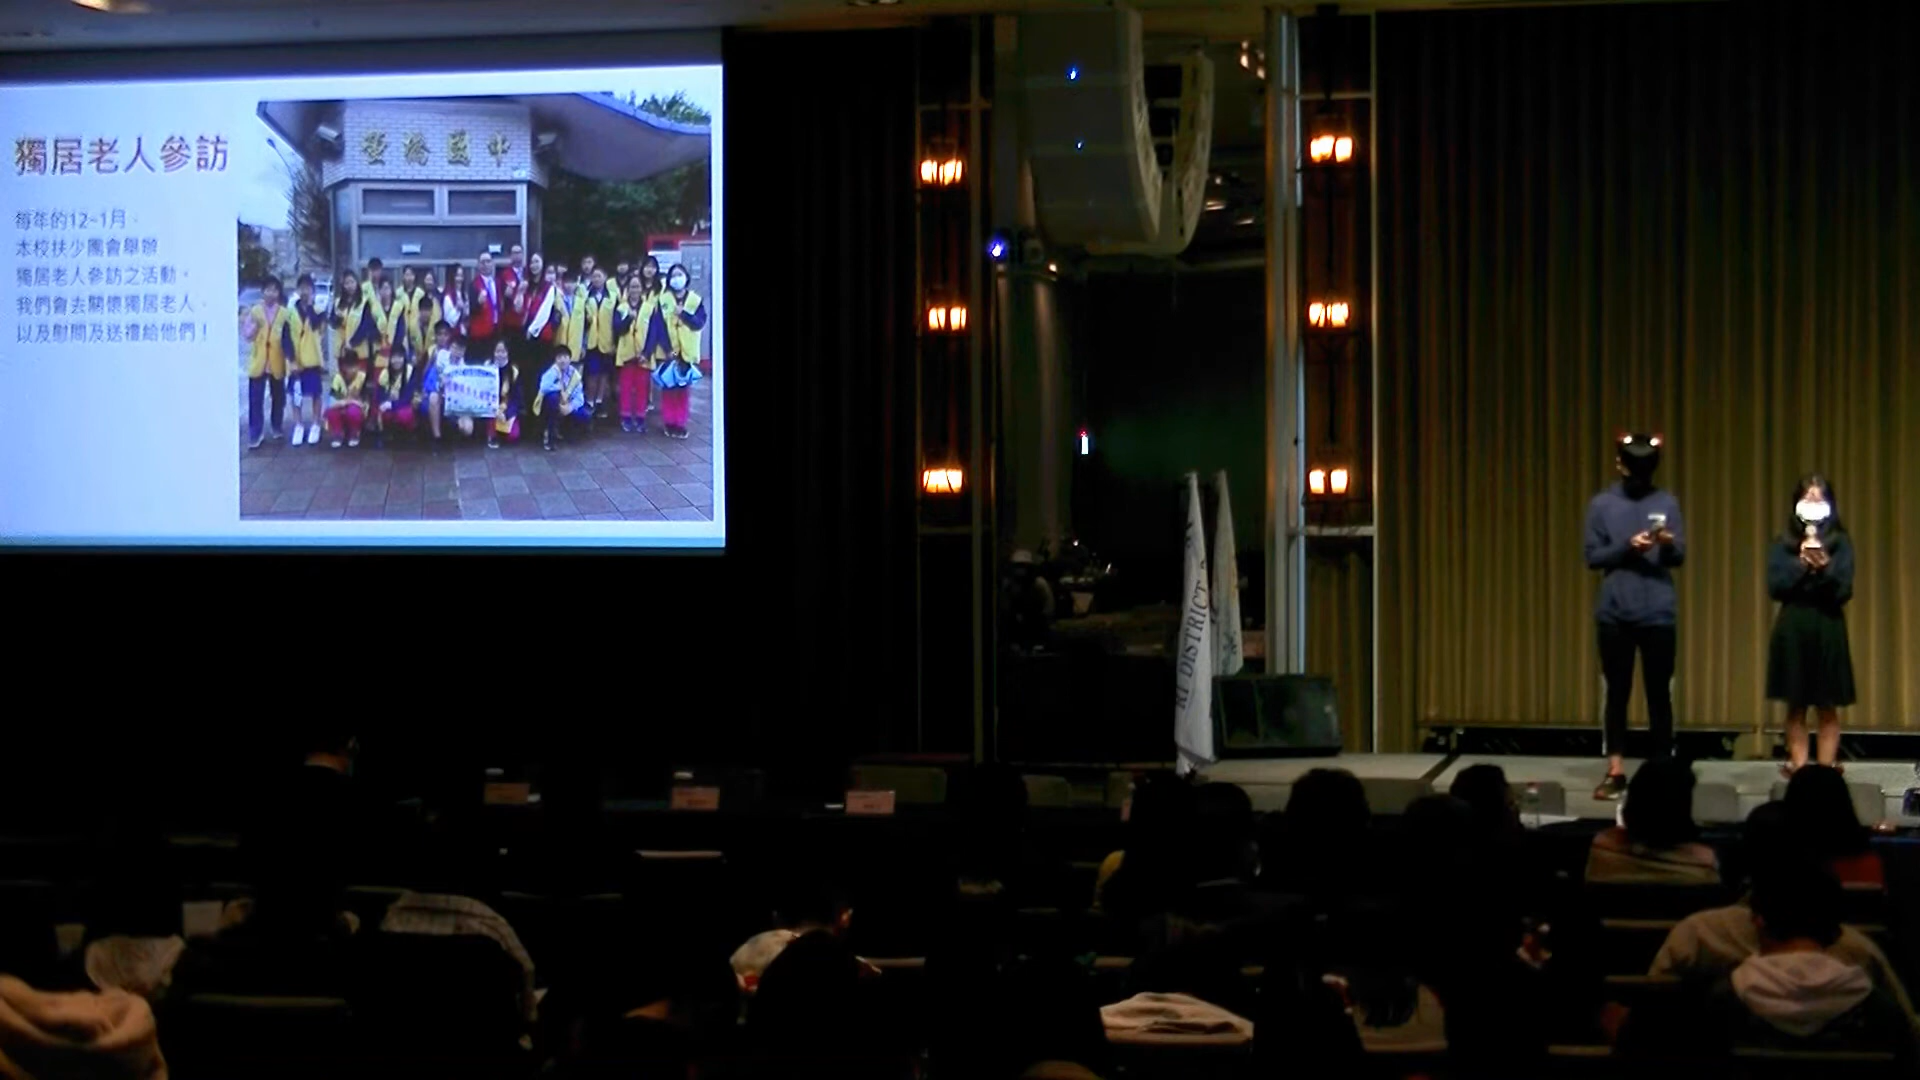 獨居老人參訪
每年的12~1月，
本校扶少團會舉辦
獨居老人參訪之活動。
我們會去關懷獨居老人，
以及慰問及送禮給他們！
RI DISTRICT